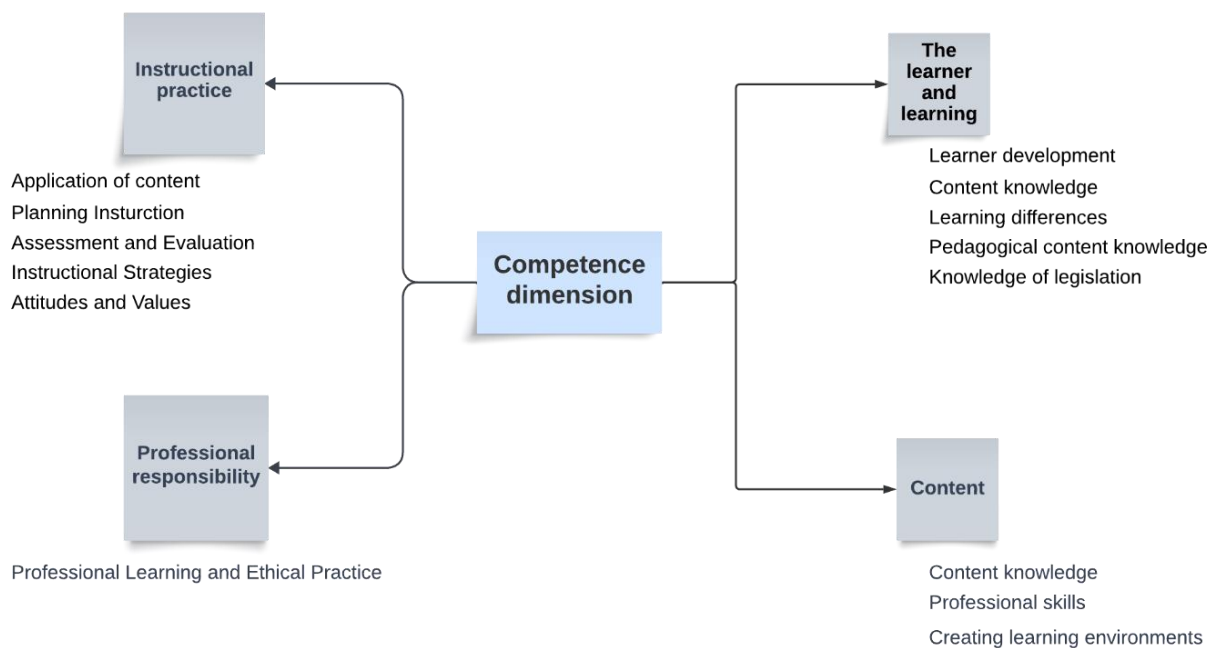 Instructional
practice
Application of content
Planning Insturction
Assessment and Evaluation
Instructional Strategies
Attitudes and Values
Professional
responsibility
Professional Learning and Ethical Practice
Competence
dimension
The
learner
and
learning
Learner development
Content knowledge
Learning differences
Pedagogical content knowledge
Knowledge of legislation
Content
Content knowledge
Professional skills
Creating learning environments